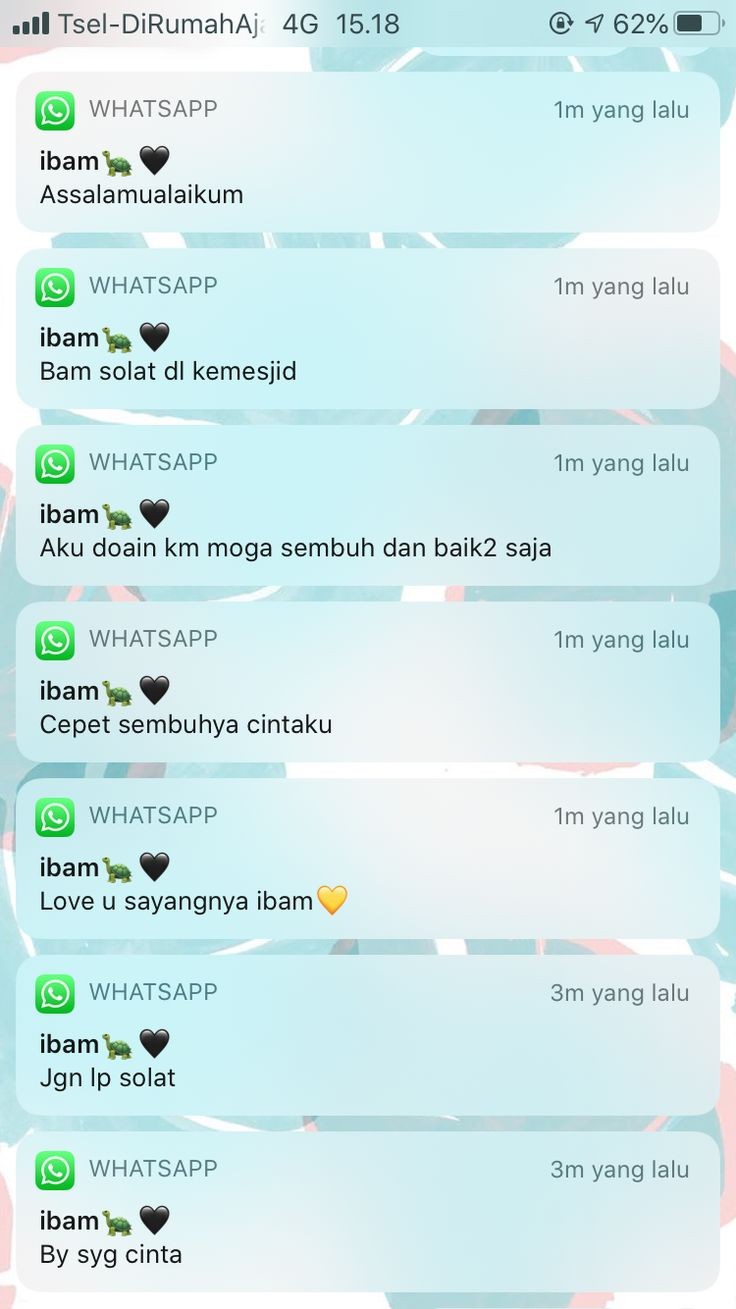 Tsel-DiRumahAj 4G 15.18 62%
WHATSAPP 1m yang lalu
ibam🐢🖤
Assalamualaikum
WHATSAPP 1m yang lalu
ibam🐢🖤
Bam solat dl kemesjid
WHATSAPP 1m yang lalu
ibam🐢🖤
Aku doain km moga sembuh dan baik2 saja
WHATSAPP 1m yang lalu
ibam🐢🖤
Cepet sembuhya cintaku
WHATSAPP 1m yang lalu
ibam🐢🖤
Love u sayangnya ibam💛
WHATSAPP 3m yang lalu
ibam🐢🖤
Jgn lp solat
WHATSAPP 3m yang lalu
ibam🐢🖤
By syg cinta